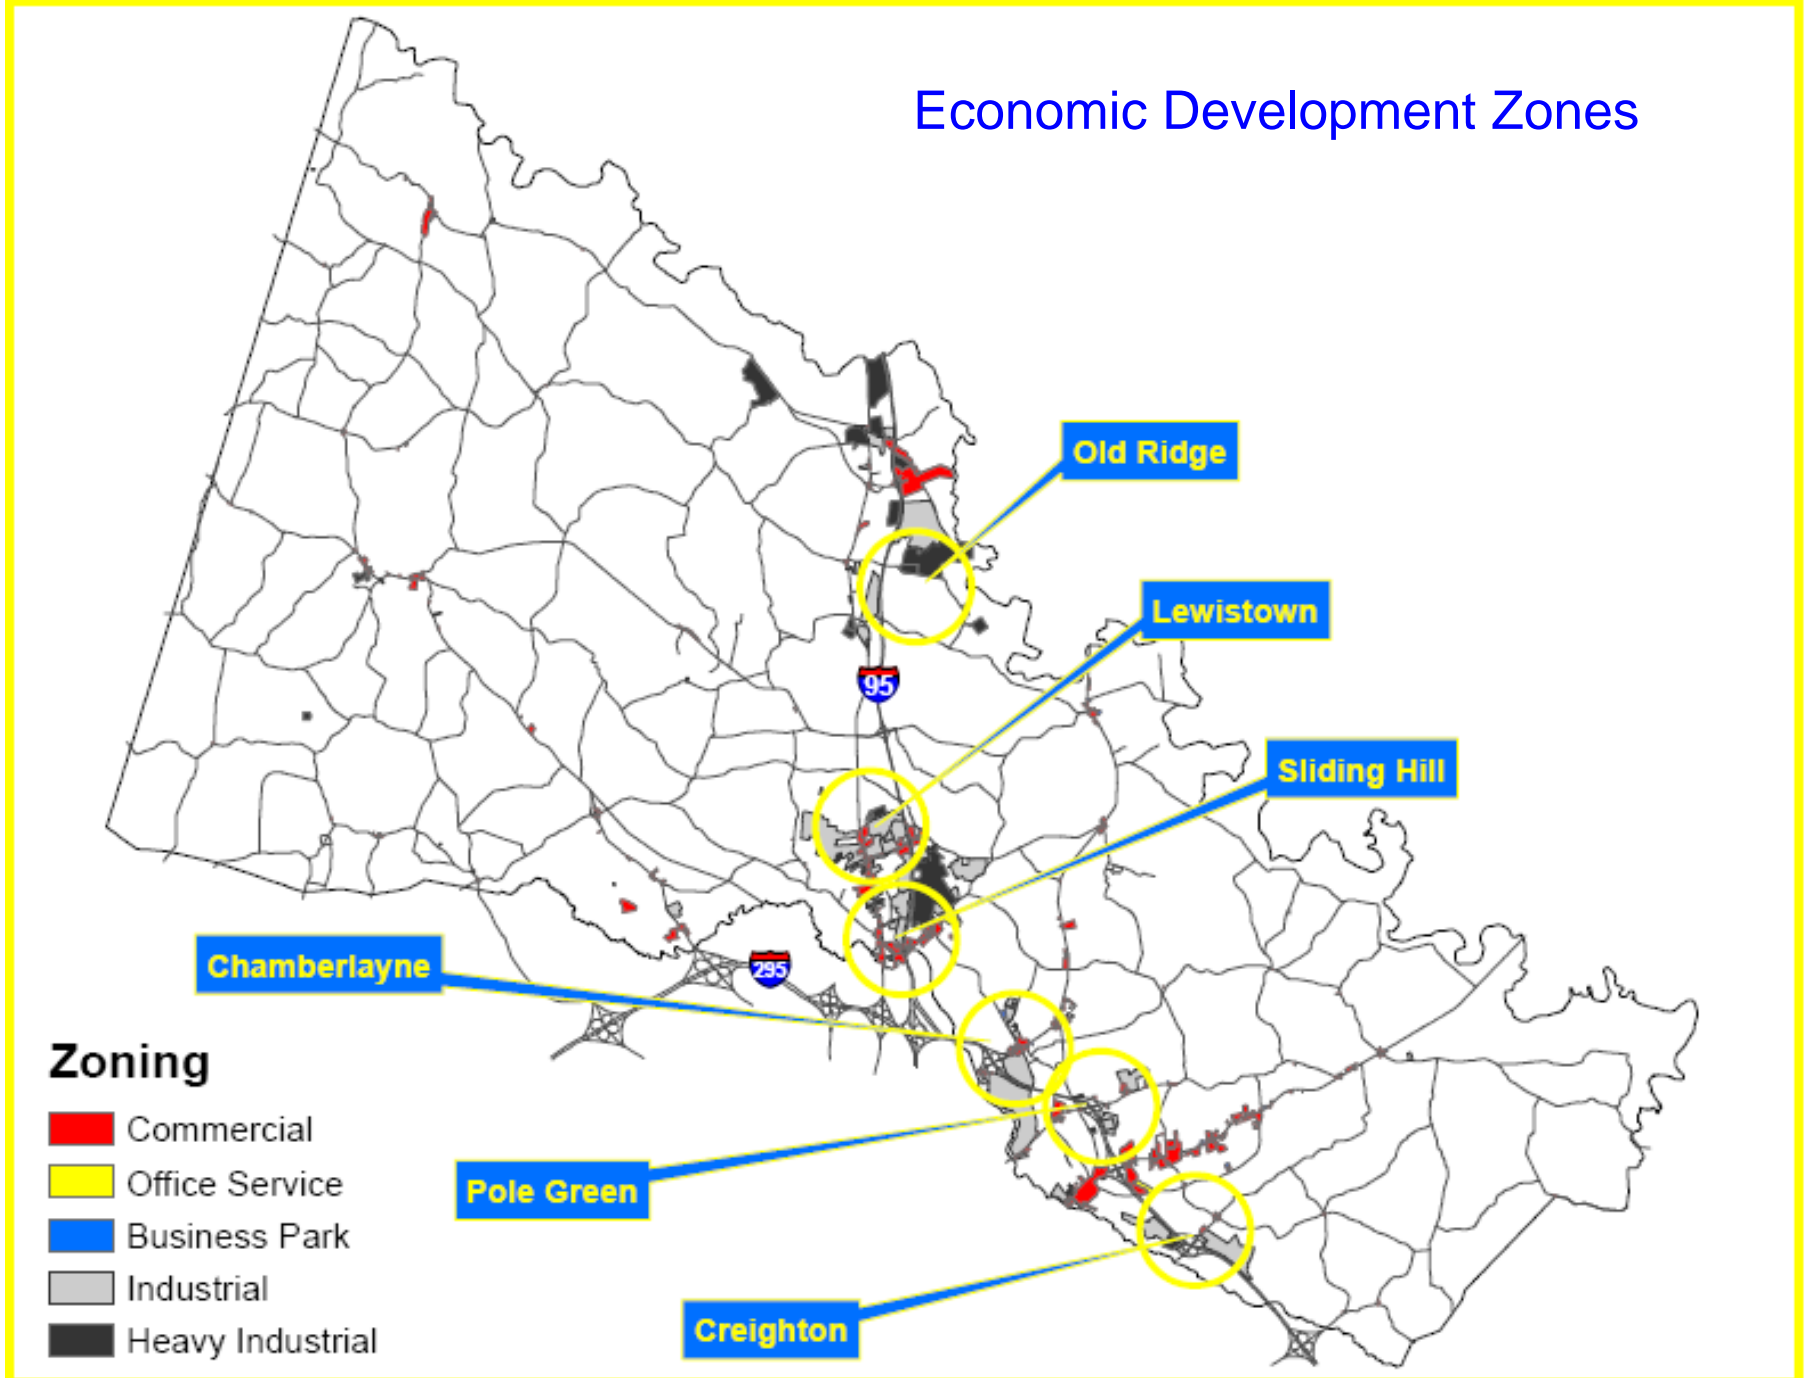 Economic Development Zones
Old Ridge
Lewistown
95
Sliding Hill
Chamberlayne
295
Pole Green
Creighton
Zoning
Commercial
Office Service
Business Park
Industrial
Heavy Industrial